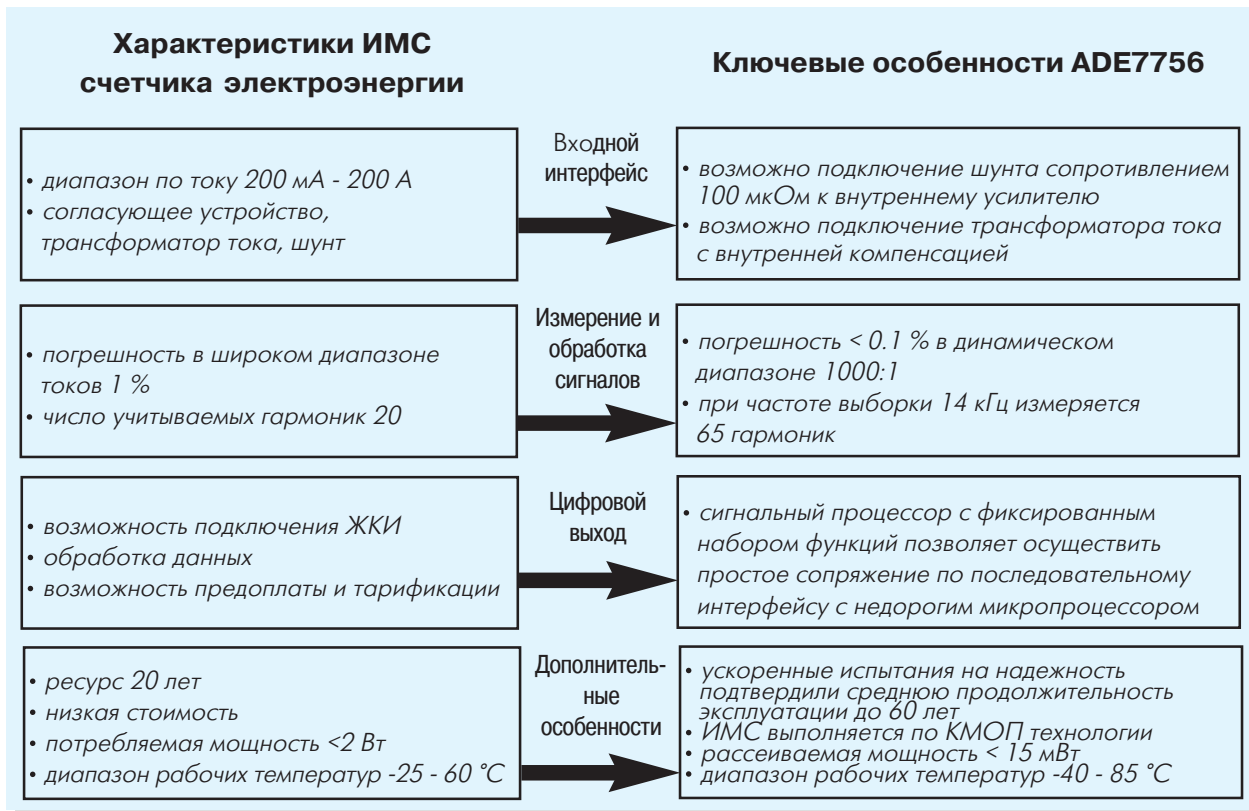 Характеристики ИМС
счетчика электроэнергии
Ключевые особенности ADE7756
• диапазон по току 200 мА - 200 А
• согласующее устройство,
трансформатор тока, шунт
Входной
интерфейс
• возможно подключение шунта сопротивлением
100 мкОм к внутреннему усилителю
• возможно подключение трансформатора тока
с внутренней компенсацией
• погрешность в широком диапазоне
токов 1 %
• число учитываемых гармоник 20
Измерение и
обработка
сигналов
• погрешность < 0.1 % в динамическом
диапазоне 1000:1
• при частоте выборки 14 кГц измеряется
65 гармоник
• возможность подключения ЖКИ
• обработка данных
• возможность предоплаты и тарификации
Цифровой
выход
• сигнальный процессор с фиксированным
набором функций позволяет осуществить
простое сопряжение по последовательному
интерфейсу с недорогим микропроцессором
• ресурс 20 лет
• низкая стоимость
• потребляемая мощность <2 Вт
• диапазон рабочих температур -25 - 60 °C
Дополнитель-
ные
особенности
• ускоренные испытания на надежность
подтвердили среднюю продолжительность
эксплуатации до 60 лет
• ИМС выполняется по КМОП технологии
• рассеиваемая мощность < 15 мВт
• диапазон рабочих температур -40 - 85 °C